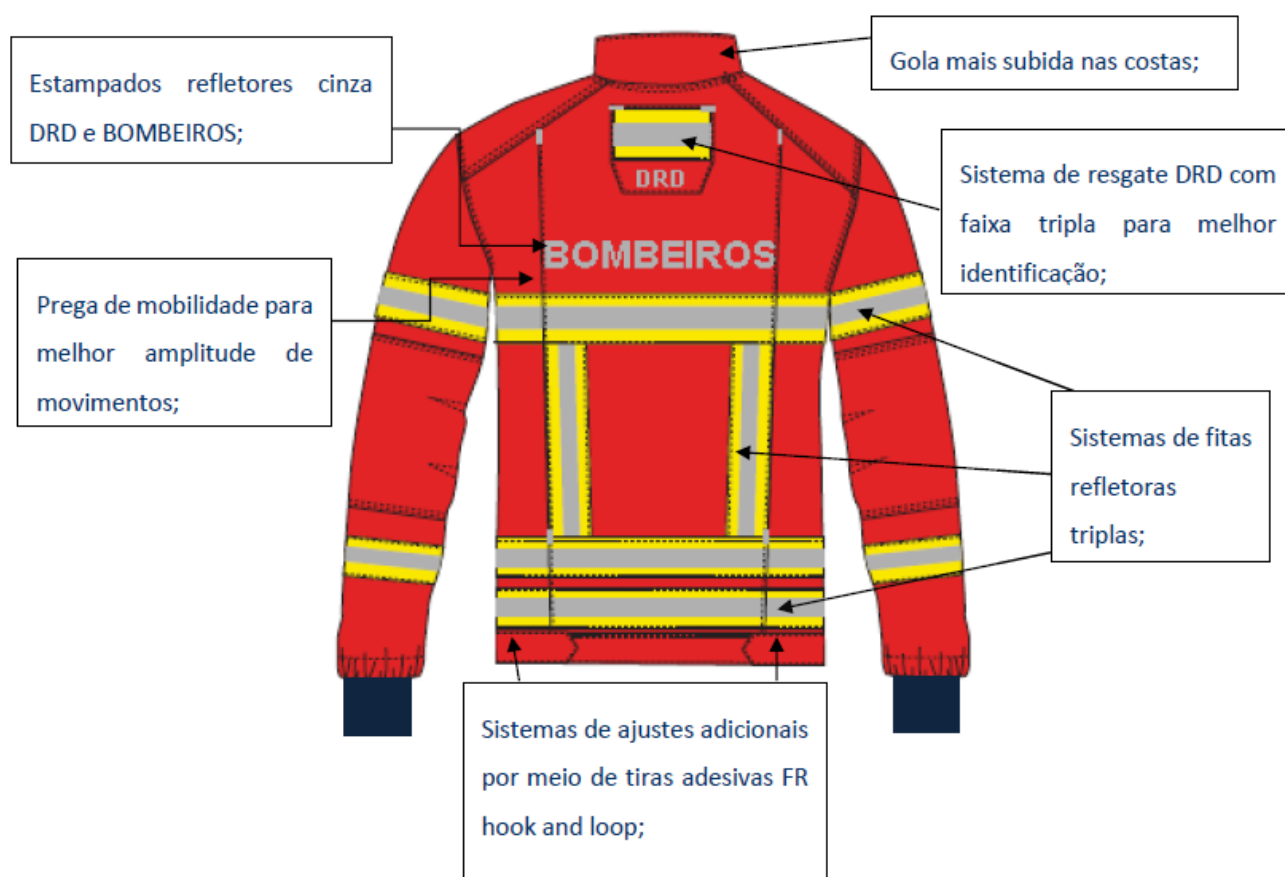 Estampados refletores cinza
DRD e BOMBEIROS;
Gola mais subida nas costas;
Sistema de resgate DRD com
faixa tripla para melhor
identificação;
DRD
BOMBEIROS
Prega de mobilidade para
melhor amplitude de
movimentos;
Sistemas de fitas
refletoras
triplas;
Sistemas de ajustes adicionais
por meio de tiras adesivas FR
hook and loop;